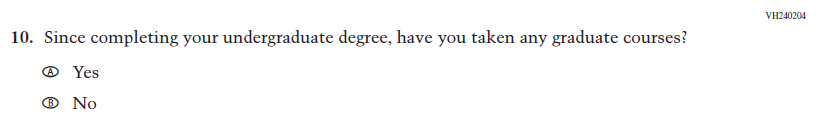 VH240204
10. Since completing your undergraduate degree, have you taken any graduate courses?
Ⓐ Yes
Ⓑ No